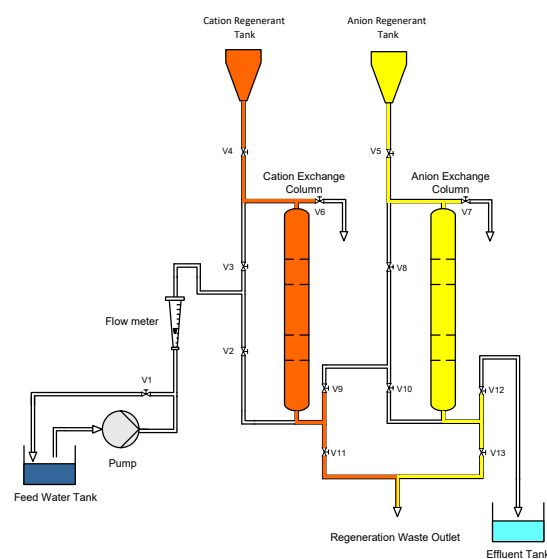 Cation Regenerant
Tank
Anion Regenerant
Tank
V4
V5
Cation Exchange
Column
Anion Exchange
Column
V6
V7
V3
V8
Flow meter
V2
V1
V9
V10
V12
V11
V13
Pump
Feed Water Tank
Regeneration Waste Outlet
Effluent Tank